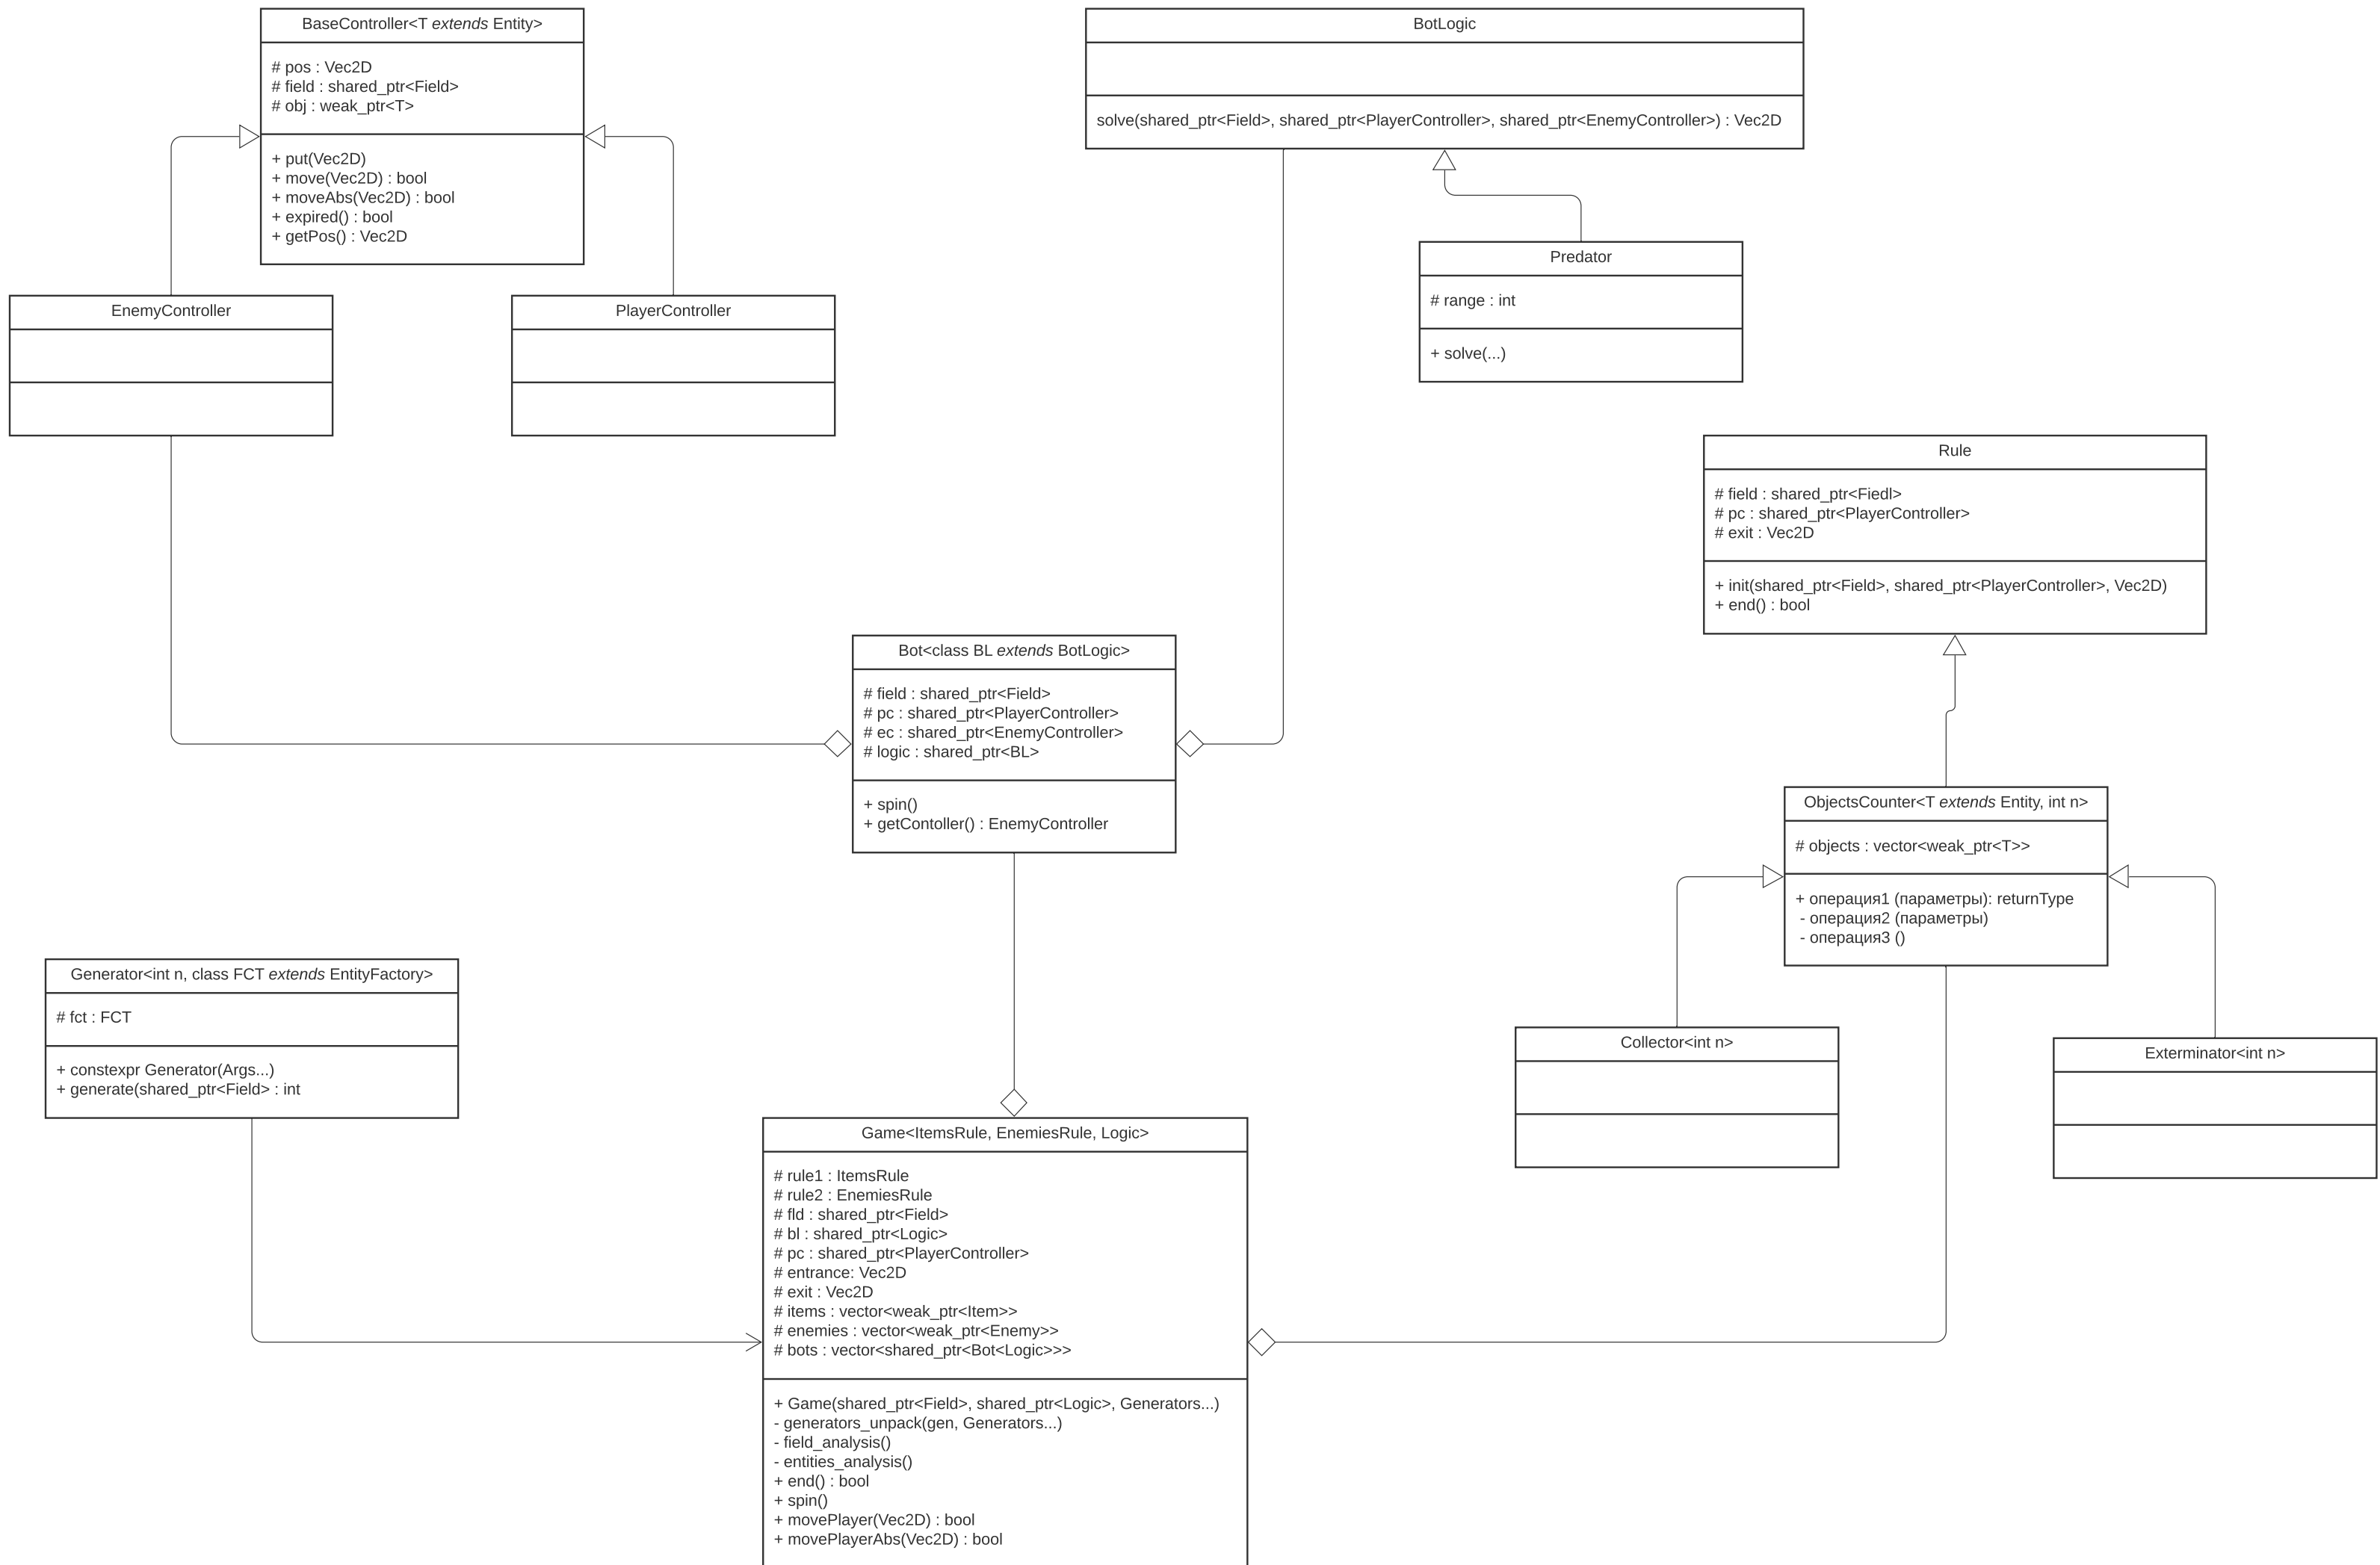 BaseController<T extends Entity>
# pos : Vec2D
# field : shared_ptr<Field>
# obj : weak_ptr<T>
+ put(Vec2D)
+ move(Vec2D) : bool
+ moveAbs(Vec2D) : bool
+ expired() : bool
+ getPos() : Vec2D
BotLogic
solve(shared_ptr<Field>, shared_ptr<PlayerController>, shared_ptr<EnemyController>) : Vec2D
Predator
# range : int
+ solve(...)
EnemyController
PlayerController
Rule
# field : shared_ptr<Fiedl>
# pc : shared_ptr<PlayerController>
# exit : Vec2D
+ init(shared_ptr<Field>, shared_ptr<PlayerController>, Vec2D)
+ end() : bool
Bot<class BL extends BotLogic>
# field : shared_ptr<Field>
# pc : shared_ptr<PlayerController>
# ec : shared_ptr<EnemyController>
# logic : shared_ptr<BL>
+ spin()
+ getContoller() : EnemyController
ObjectsCounter<T extends Entity, int n>
# objects : vector<weak_ptr<T>>
+ операция1 (параметры): returnType
- операция2 (параметры)
- операция3 ()
Generator<int n, class FCT extends EntityFactory>
# fct : FCT
+ constexpr Generator(Args...)
+ generate(shared_ptr<Field> : int
Collector<int n>
Exterminator<int n>
Game<ItemsRule, EnemiesRule, Logic>
# rule1 : ItemsRule
# rule2 : EnemiesRule
# fld : shared_ptr<Field>
# bl : shared_ptr<Logic>
# pc : shared_ptr<PlayerController>
# entrance: Vec2D
# exit : Vec2D
# items : vector<weak_ptr<Item>>
# enemies : vector<weak_ptr<Enemy>>
# bots : vector<shared_ptr<Bot<Logic>>>
+ Game(shared_ptr<Field>, shared_ptr<Logic>, Generators...)
- generators_unpack(gen, Generators...)
- field_analysis()
- entities_analysis()
+ end() : bool
+ spin()
+ movePlayer(Vec2D) : bool
+ movePlayerAbs(Vec2D) : bool